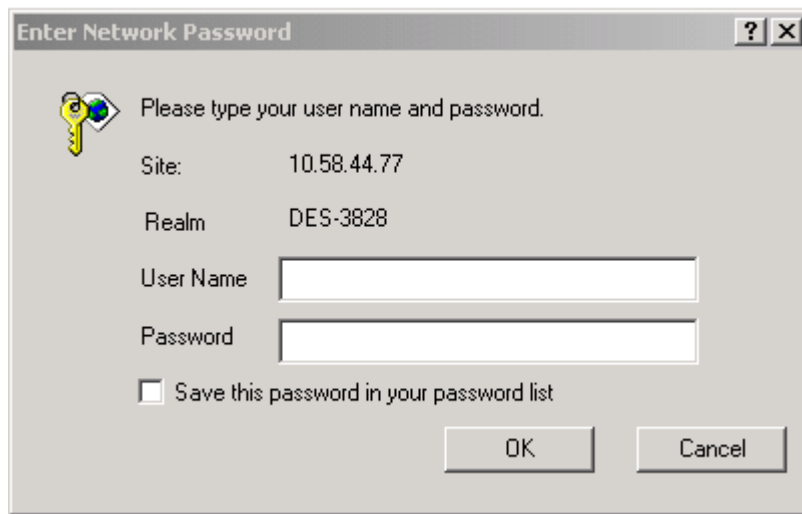 Enter Network Password
Please type your user name and password.
Site: 10.58.44.77
Realm DES-3828
User Name
Password
Save this password in your password list
OK Cancel